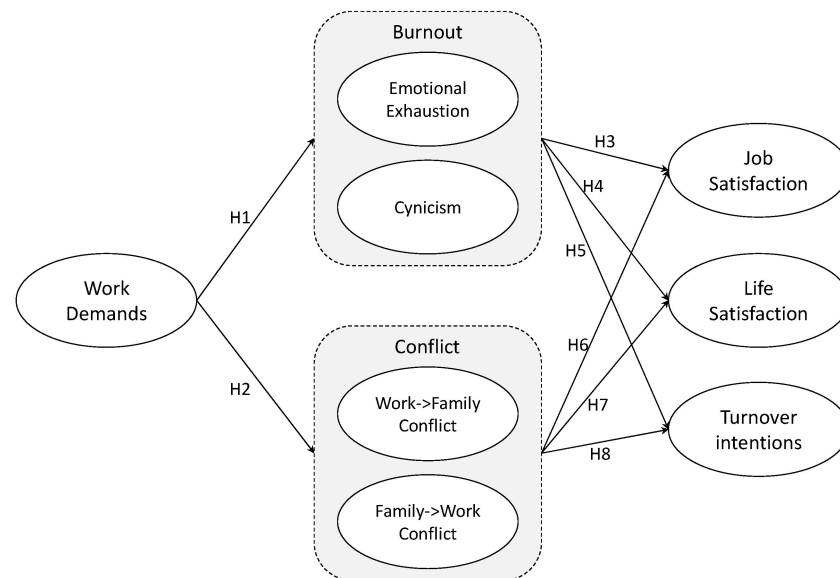 Burnout
Emotional
Exhaustion
Cynicism
H1
Work
Demands
H2
Conflict
Work->Family
Conflict
Family->Work
Conflict
H3
H4
H5
H6
H7
H8
Job
Satisfaction
Life
Satisfaction
Turnover
intentions